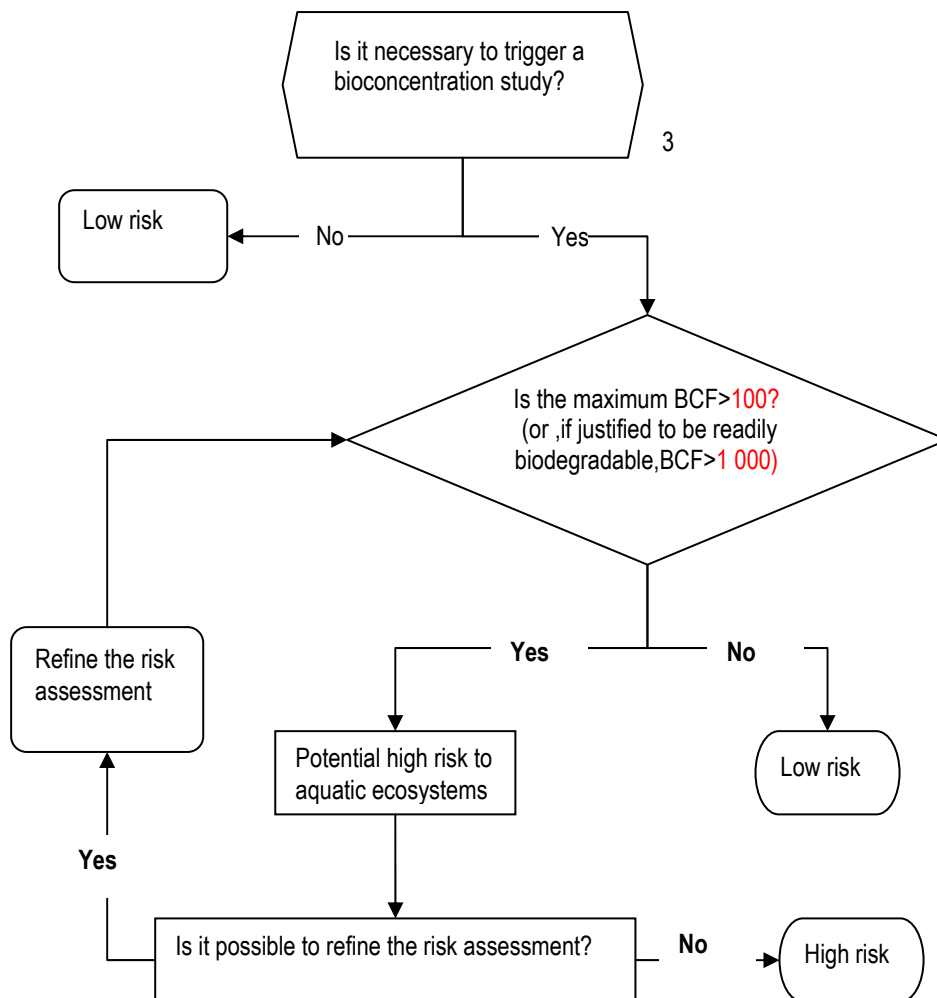 Is it necessary to trigger a
bioconcentration study?
3
Low risk
No
Yes
Is the maximum BCF>100?
(or ,if justified to be readily
biodegradable,BCF>1 000)
Refine the risk
assessment
Yes
No
Potential high risk to
aquatic ecosystems
Low risk
Yes
Is it possible to refine the risk assessment?
No
High risk